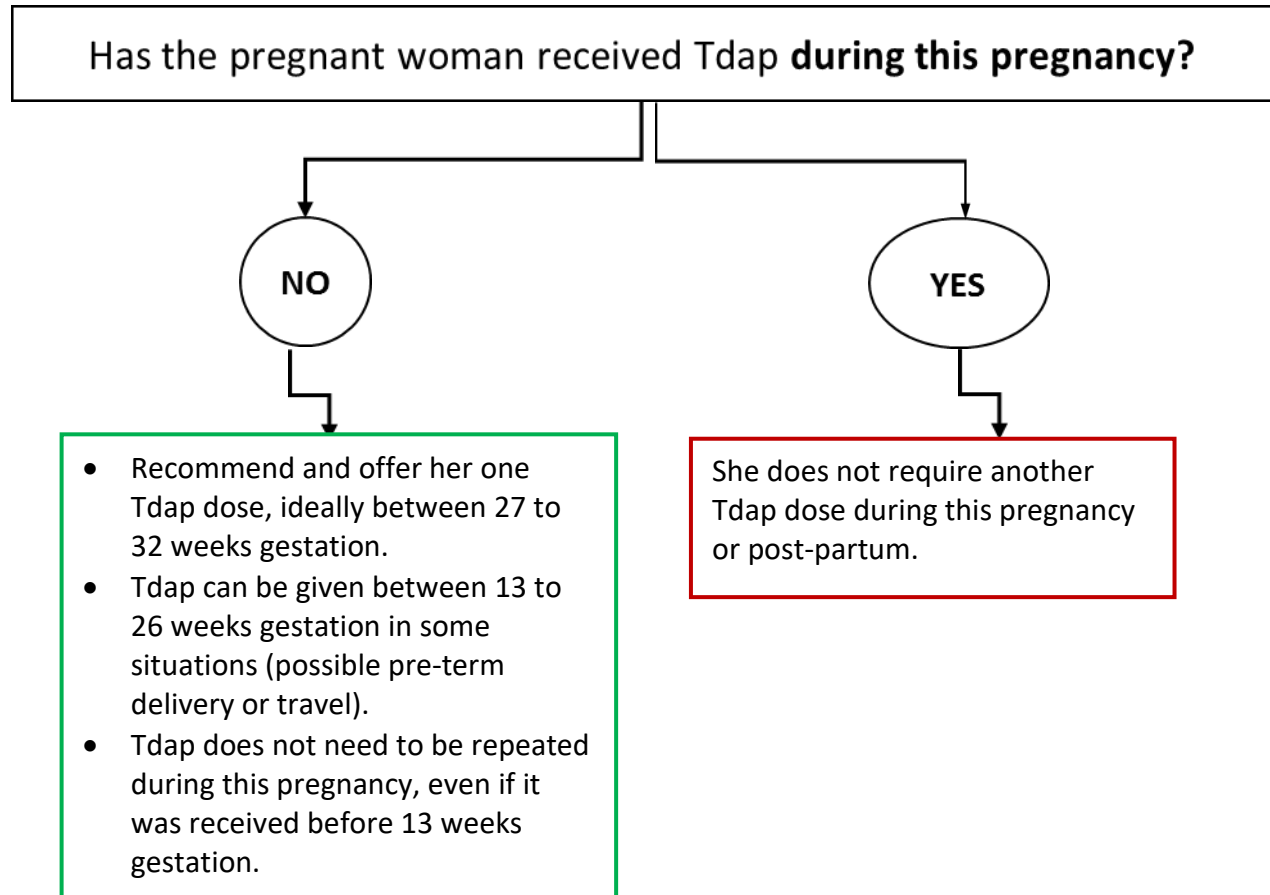 Has the pregnant woman received Tdap during this pregnancy?
NO
YES
• Recommend and offer her one
Tdap dose, ideally between 27 to
32 weeks gestation.
• Tdap can be given between 13 to
26 weeks gestation in some
situations (possible pre-term
delivery or travel).
• Tdap does not need to be repeated
during this pregnancy, even if it
was received before 13 weeks
gestation.
She does not require another
Tdap dose during this pregnancy
or post-partum.